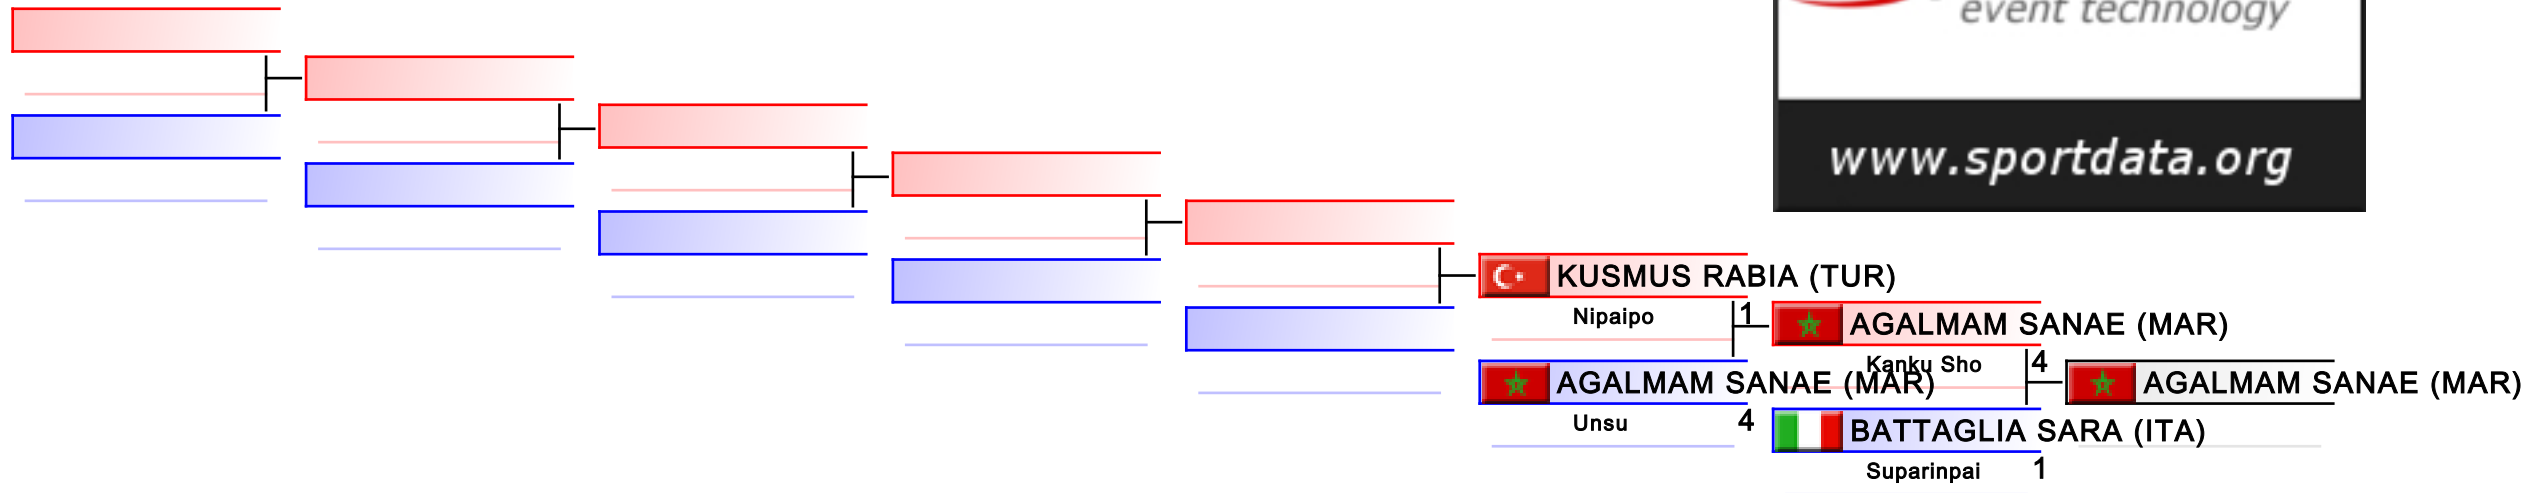 event technology
www.sportdata.org
KUSMUS RABIA (TUR)
Nipaipo
1
AGALMAM SANAE (MAR)
Unsu
4
AGALMAM SANAE (MAR)
Kanku Sho
4
BATTAGLIA SARA (ITA)
Suparinpai
1
AGALMAM SANAE (MAR)